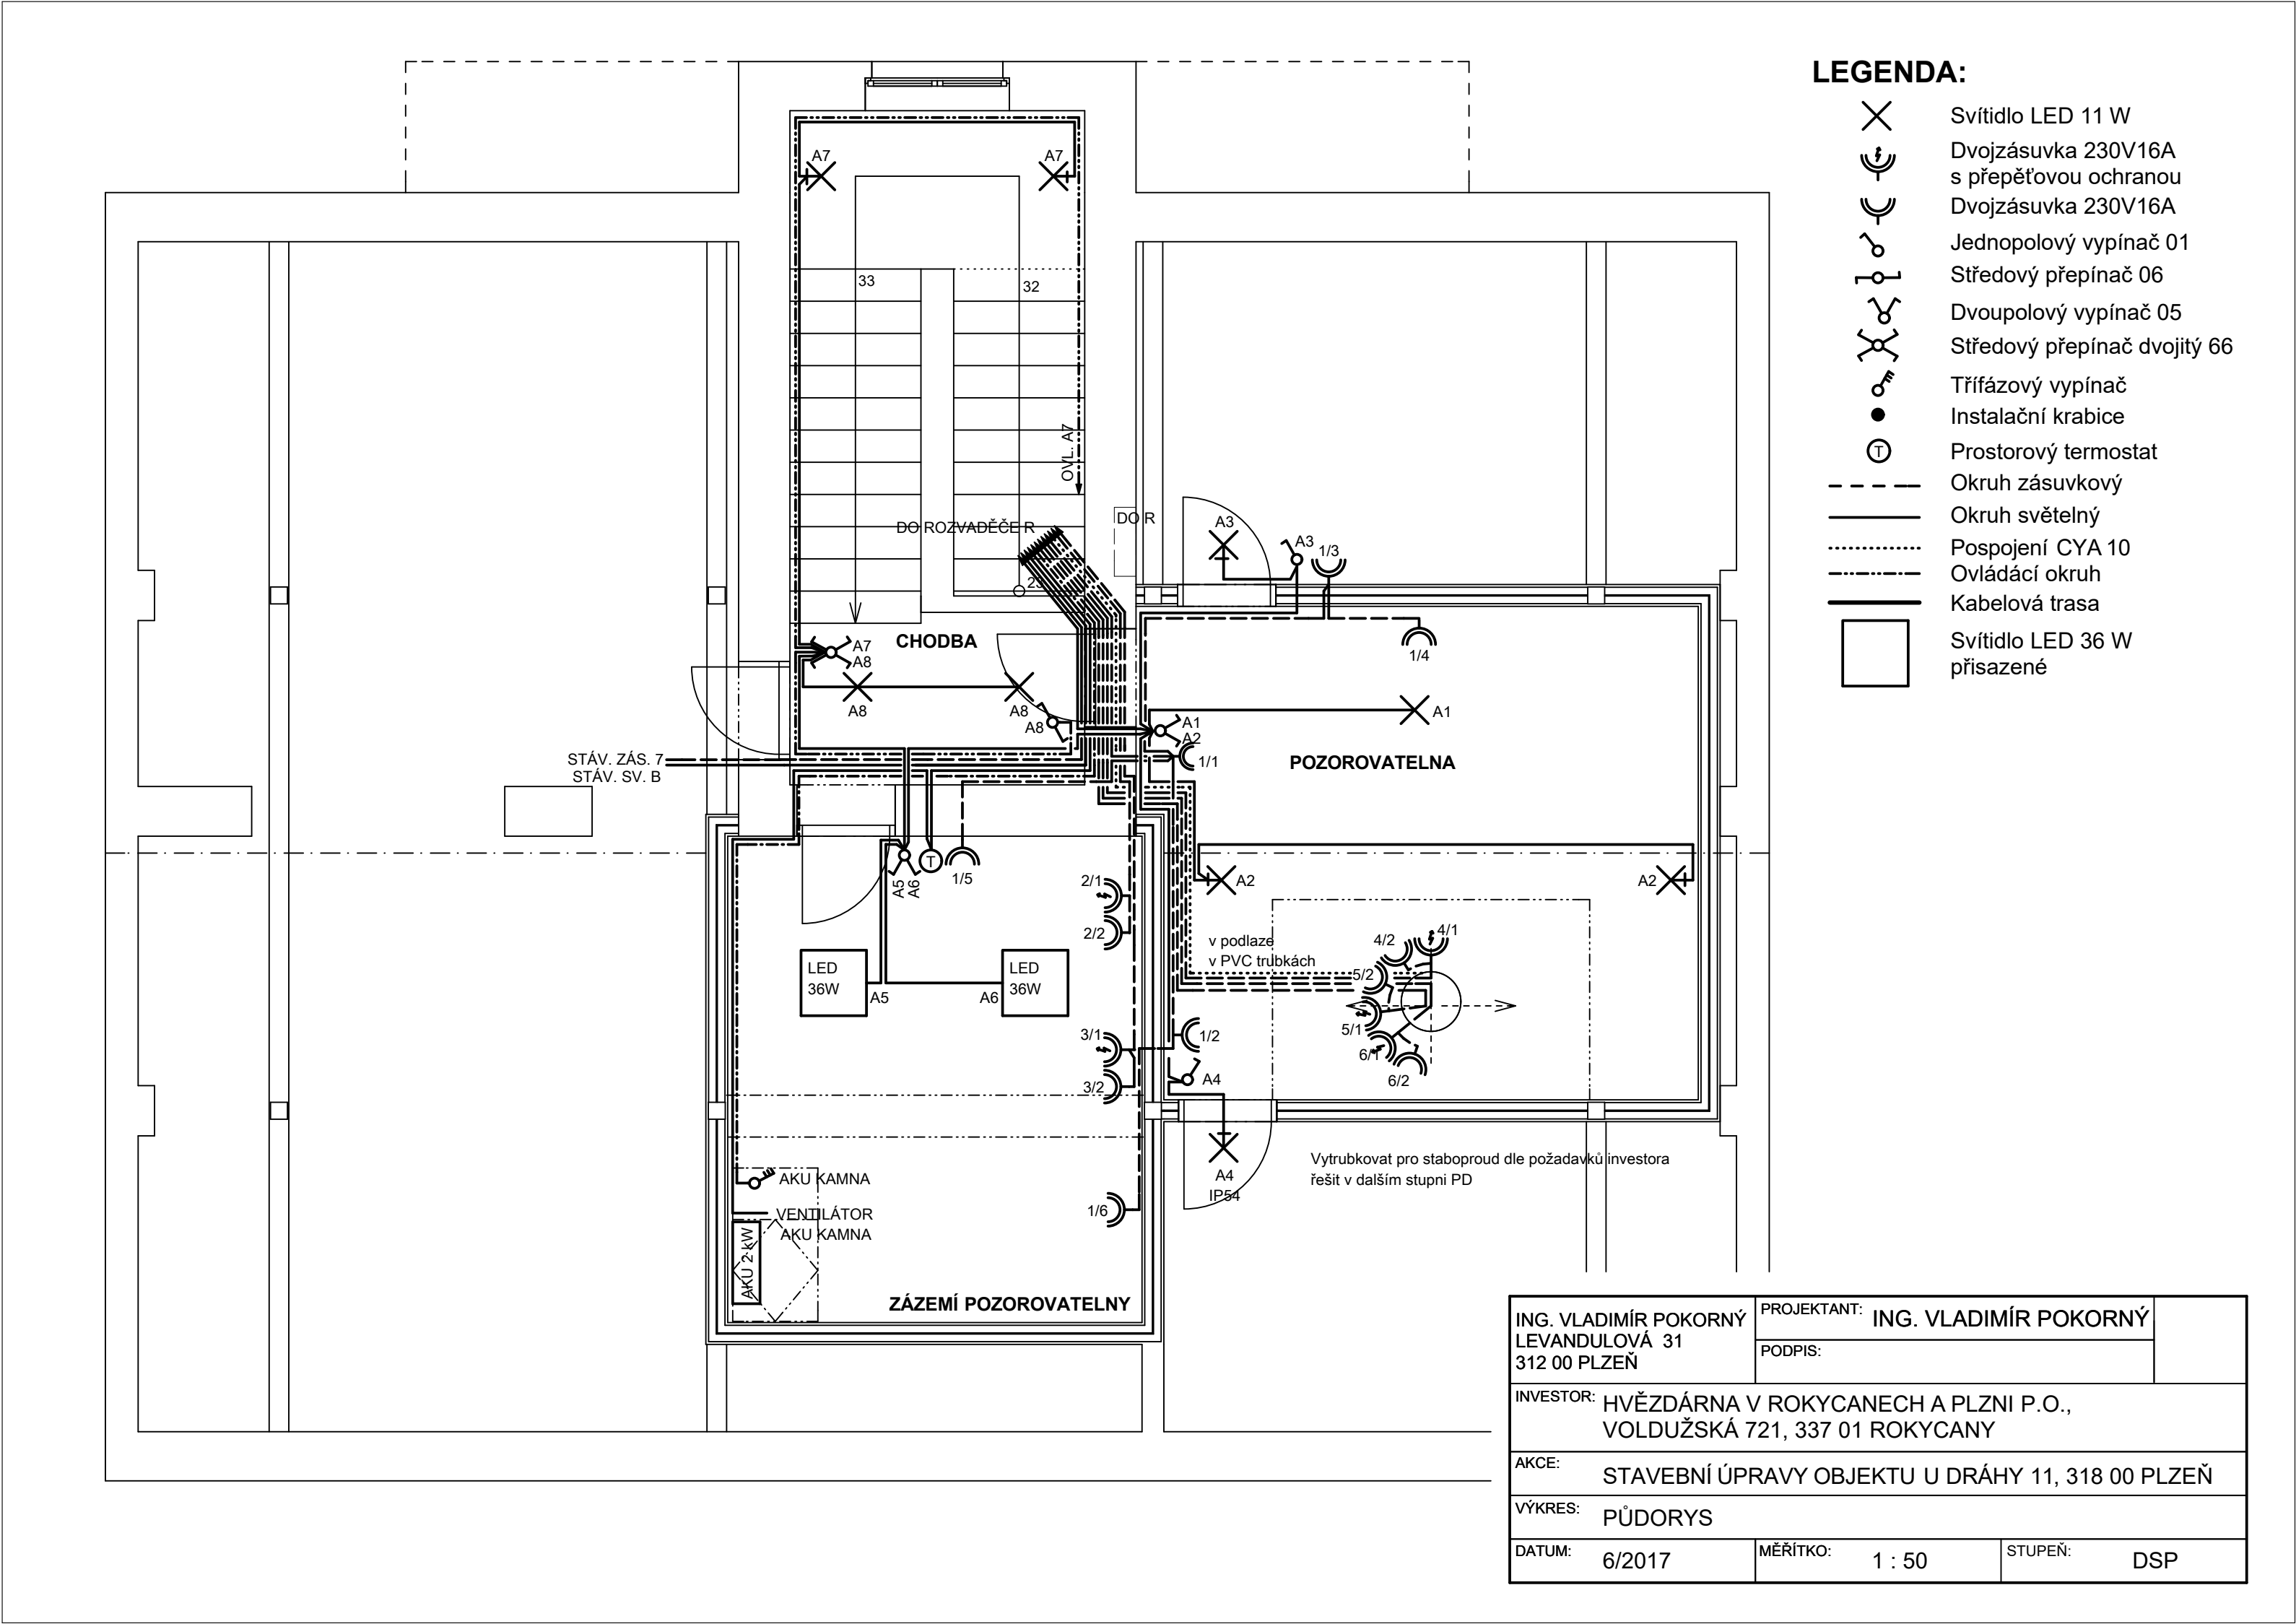 LEGENDA:
Svítidlo LED 11 W
Dvojzásuvka 230V16A
s přepěťovou ochranou
Dvojzásuvka 230V16A
Jednopolový vypínač 01
Středový přepínač 06
Dvoupolový vypínač 05
Středový přepínač dvojitý 66
Třífázový vypínač
Instalační krabice
T
Prostorový termostat
Okruh zásuvkový
Okruh světelný
Pospojení CYA 10
Ovládácí okruh
Kabelová trasa
Svítidlo LED 36 W
přisazené
A7
A7
33
32
OVL. A7
DO ROZVADĚČE R
DO R
A3
A3
1/3
CHODBA
A7
A8
1/4
A8
A8
A8
A1
A1
A2
STÁV. ZÁS. 7
STÁV. SV. B
1/1
POZOROVATELNA
T
A5
A6
1/5
2/1
2/2
A2
A2
v podlaze
v PVC trubkách
4/2
4/1
5/2
5/1
6/1
6/2
LED
36W
A5
LED
36W
A6
3/1
3/2
1/2
A4
A4
IP54
Vytrubkovat pro staboproud dle požadavků investora
řešit v dalším stupni PD
AKU KAMNA
VENTILÁTOR
AKU KAMNA
AKU 2 kW
1/6
ZÁZEMÍ POZOROVATELNY
ING. VLADIMÍR POKORNÝ
LEVANDULOVÁ 31
312 00 PLZEŇ
PROJEKTANT: ING. VLADIMÍR POKORNÝ
PODPIS:
INVESTOR: HVĚZDÁRNA V ROKYCANECH A PLZNI P.O.,
VOLDUŽSKÁ 721, 337 01 ROKYCANY
AKCE: STAVEBNÍ ÚPRAVY OBJEKTU U DRÁHY 11, 318 00 PLZEŇ
VÝKRES: PŮDORYS
DATUM: 6/2017 MĚŘÍTKO: 1 : 50 STUPEŇ: DSP